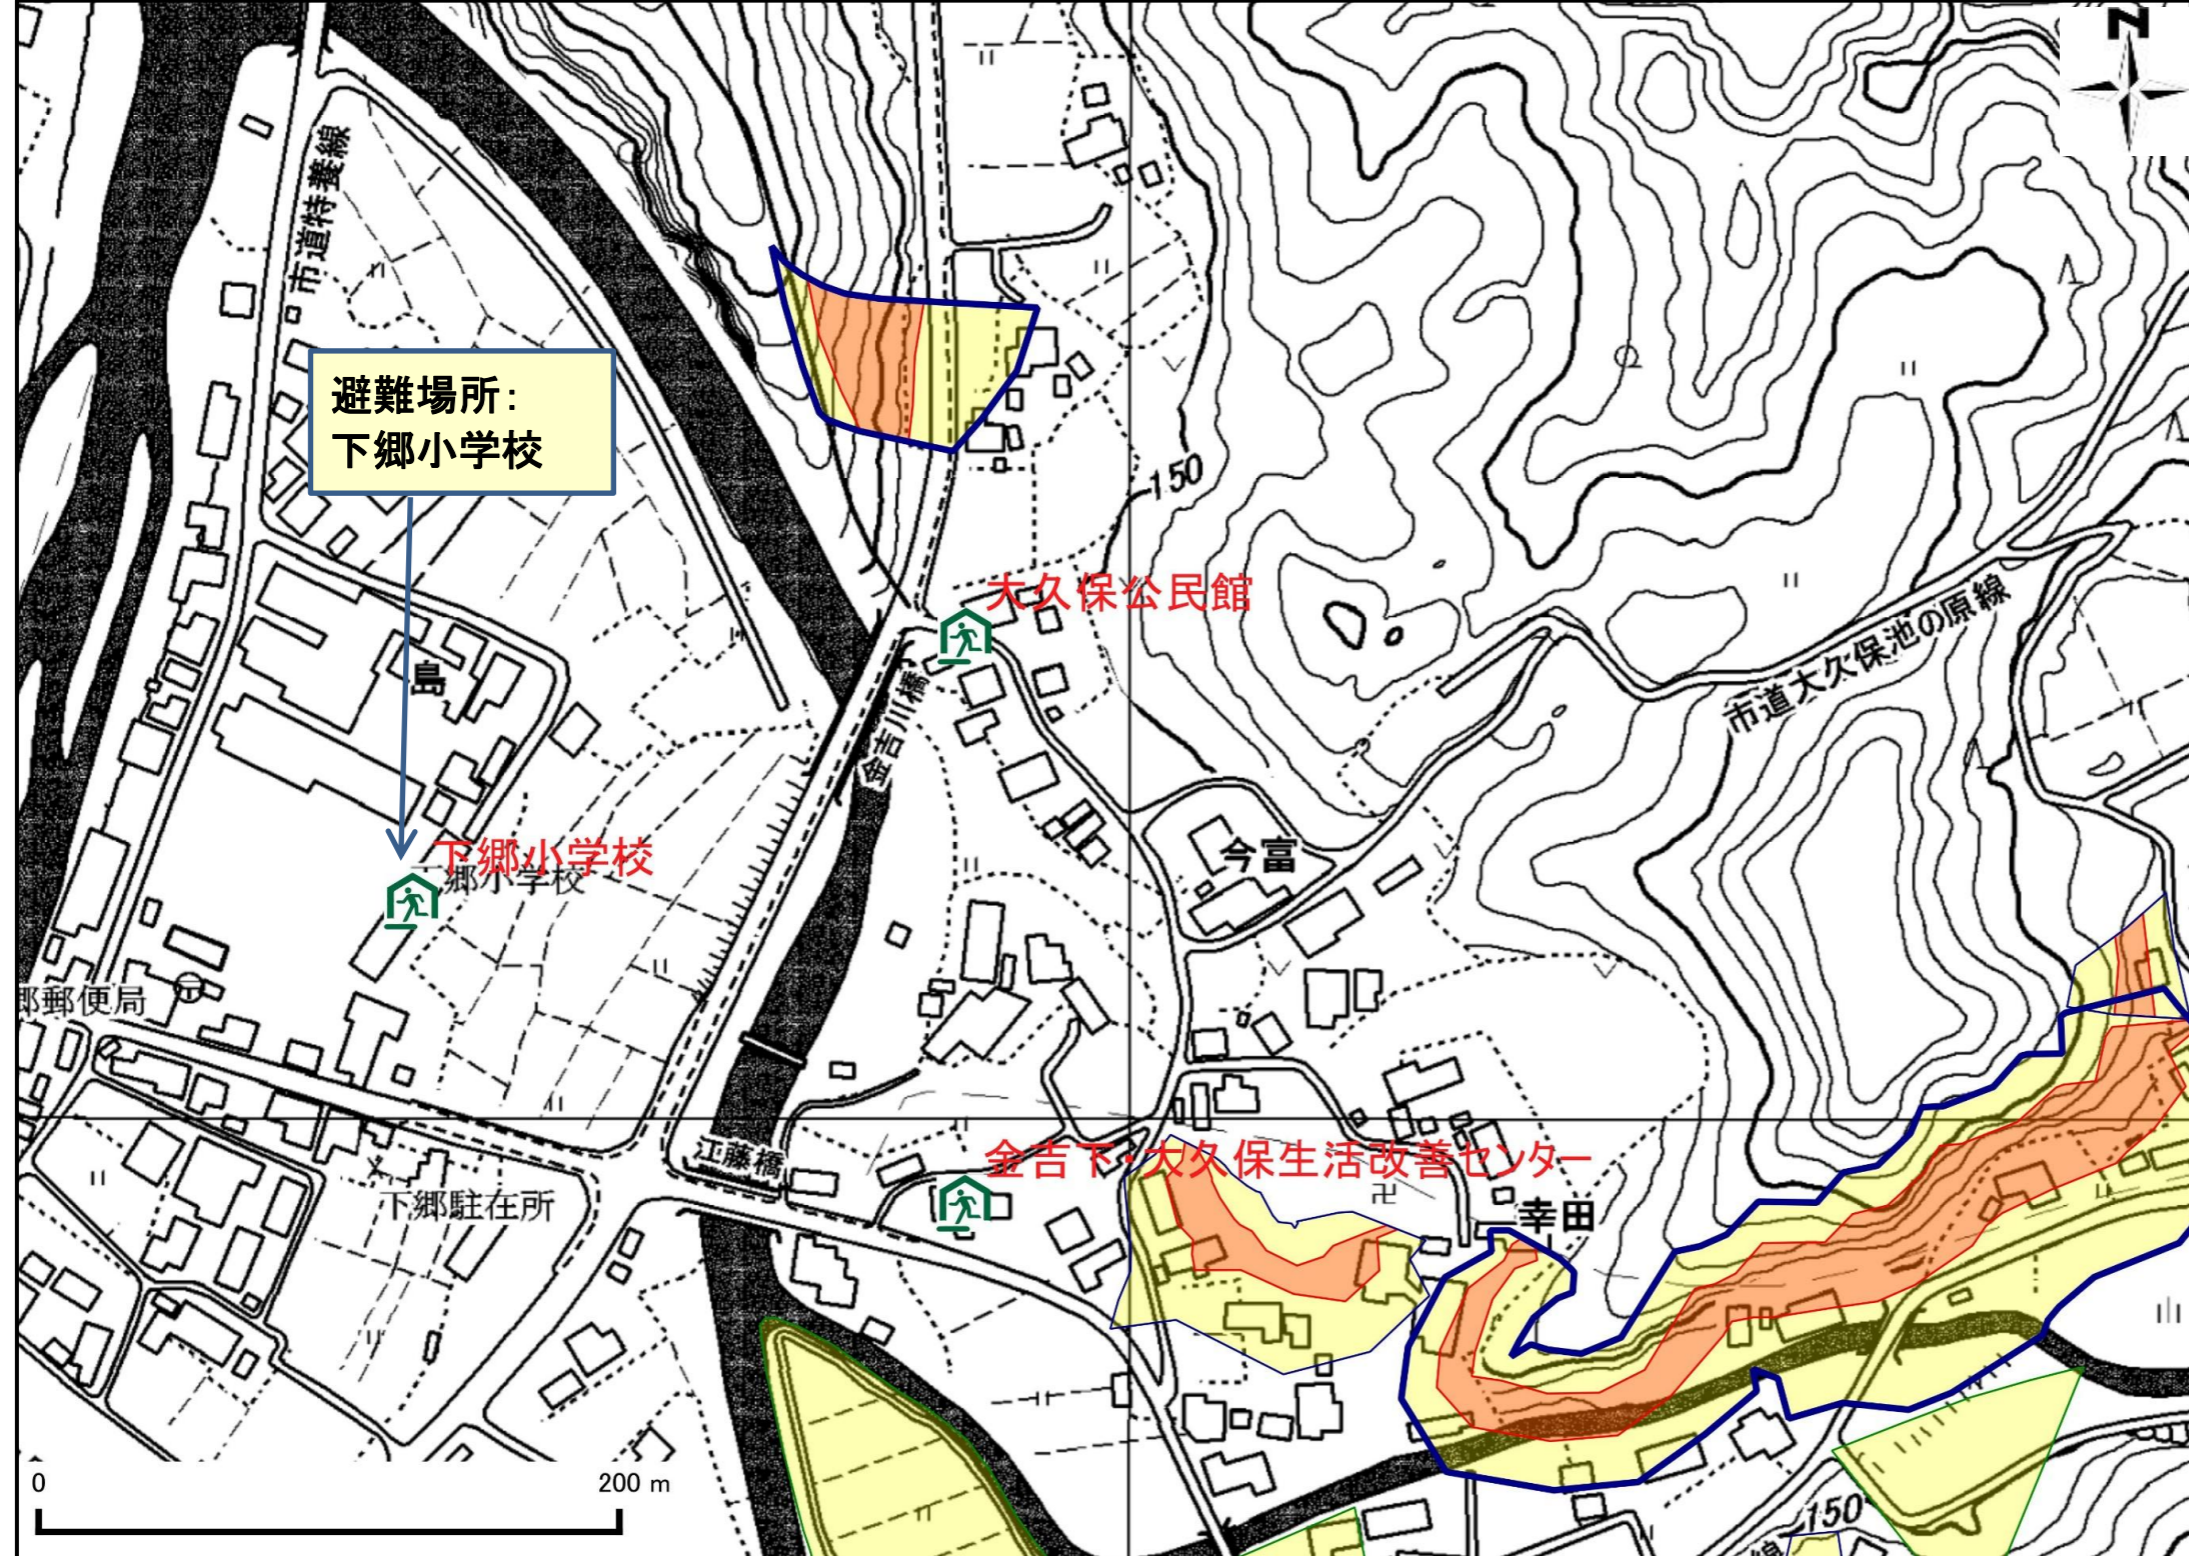 N
市道特養線
避難場所：
下郷小学校
150
大久保公民館
市道大久保池の原線
島
金吉川橋
下郷小学校
郷小学校
今富
郷郵便局
江藤橋
金吉下・大久保生活改善センター
下郷駐在所
卍
幸田
0
200 m
150
線